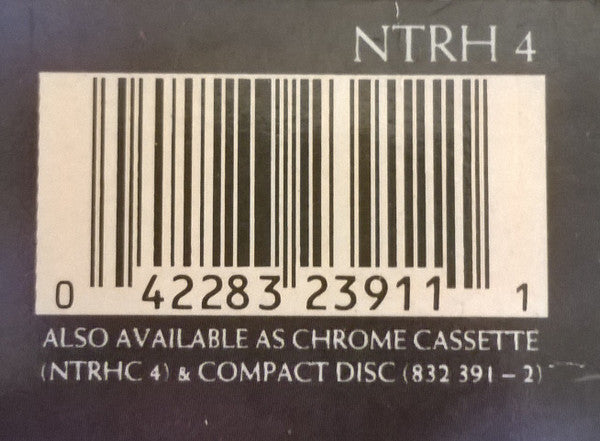 NTRH 4
0 42283 23911 1
ALSO AVAILABLE AS CHROME CASSETTE
(NTRHC 4) & COMPACT DISC (832 391 – 2)